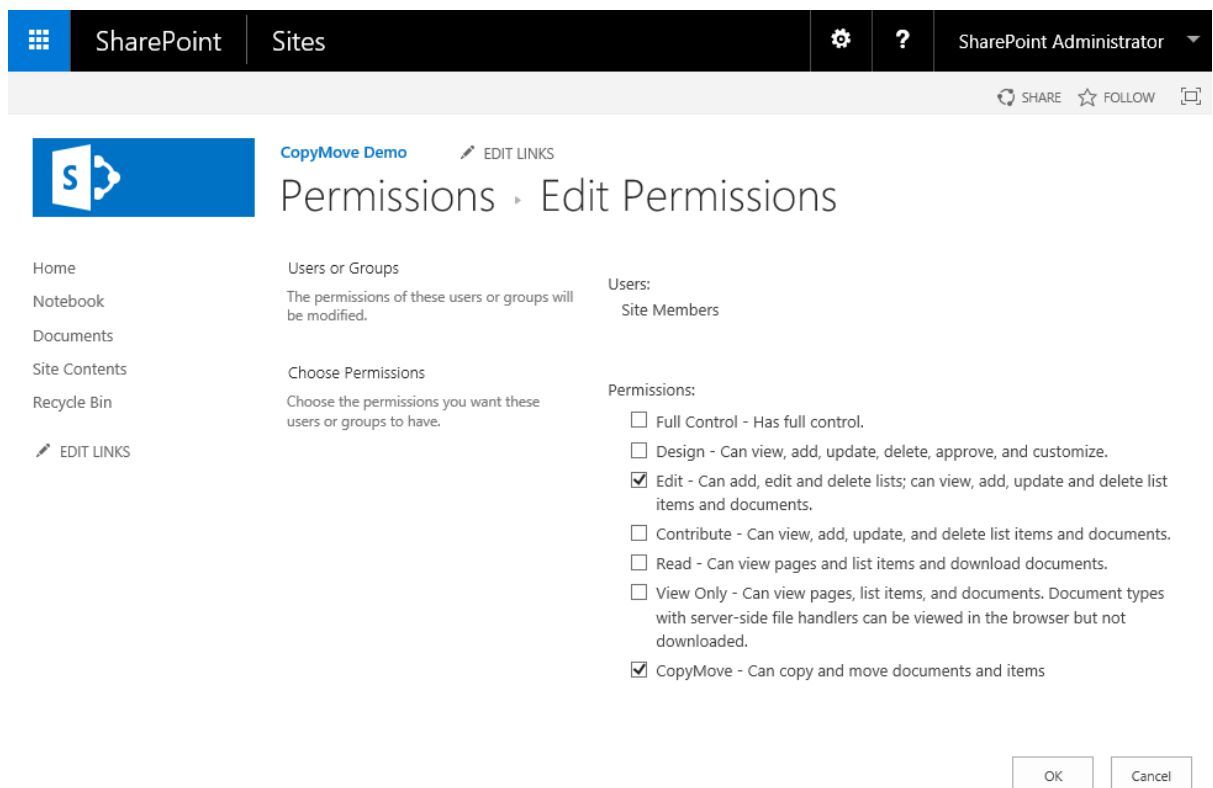 SharePoint Sites ? SharePoint Administrator
SHARE FOLLOW
S
CopyMove Demo EDIT LINKS
Permissions ▸ Edit Permissions
Home
Notebook
Documents
Site Contents
Recycle Bin
EDIT LINKS
Users or Groups
The permissions of these users or groups will
be modified.
Users:
Site Members
Choose Permissions
Choose the permissions you want these
users or groups to have.
Permissions:
Full Control - Has full control.
Design - Can view, add, update, delete, approve, and customize.
Edit - Can add, edit and delete lists; can view, add, update and delete list
items and documents.
Contribute - Can view, add, update, and delete list items and documents.
Read - Can view pages and list items and download documents.
View Only - Can view pages, list items, and documents. Document types
with server-side file handlers can be viewed in the browser but not
downloaded.
CopyMove - Can copy and move documents and items
OK Cancel